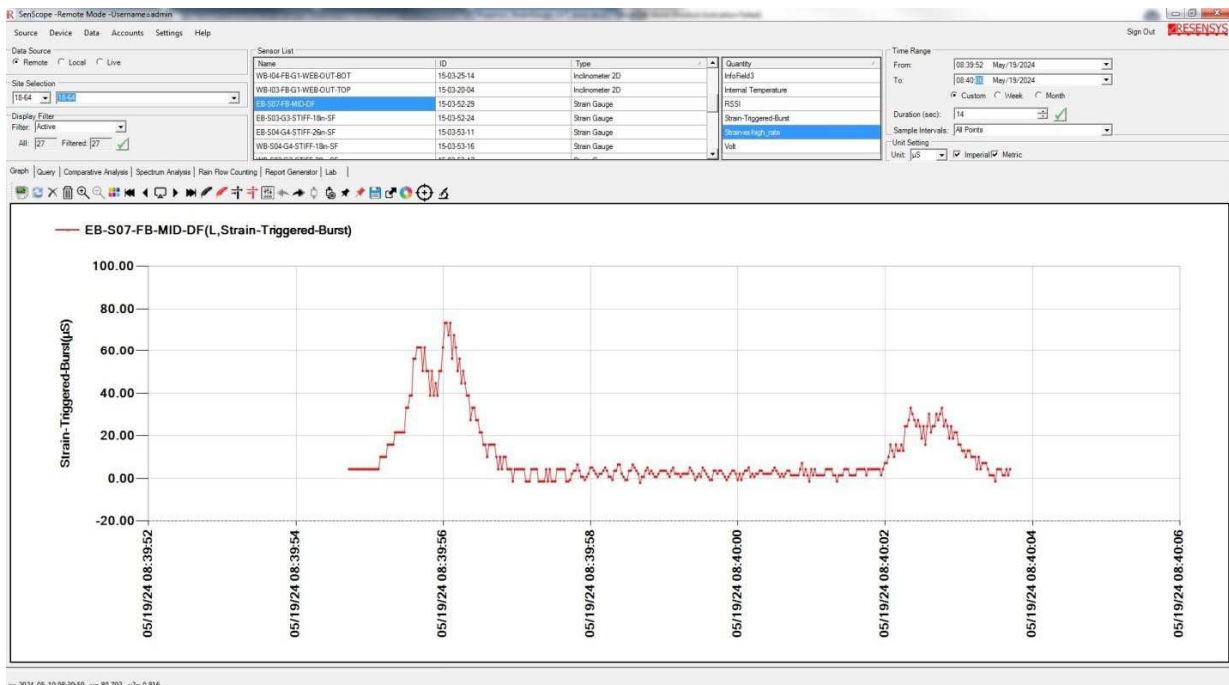 SenScope -Remote Mode -Username=admin
Source Device Data Accounts Settings Help
Sign Out RESENSYS
Data Source
Remote Local Live
Site Selection
18-64 18-64
Display Filter
Filter: Active
All: 27 Filtered: 27
Sensor List
Name ID Type
WB-I04-FB-G1-WEB-OUT-BOT 15-03-25-14 Inclinometer 2D
WB-I03-FB-G1-WEB-OUT-TOP 15-03-20-04 Inclinometer 2D
EB-S07-FB-MID-DF 15-03-52-29 Strain Gauge
EB-S03-G3-STIFF-18in-SF 15-03-52-24 Strain Gauge
EB-S04-G4-STIFF-26in-SF 15-03-53-11 Strain Gauge
WB-S04-G4-STIFF-18in-SF 15-03-53-16 Strain Gauge
Quantity
InfoField3
Internal Temperature
RSSI
Strain-Triggered-Burst
Volt
Time Range
From: 08:39:52 May/19/2024
To: 08:40:06 May/19/2024
Custom Week Month
Duration (sec): 14
Sample Intervals: All Points
Unit Setting
Unit: µS Imperial Metric
Graph Query Comparative Analysis Spectrum Analysis Rain Flow Counting Report Generator Lab
EB-S07-FB-MID-DF(L,Strain-Triggered-Burst)
Strain-Triggered-Burst(µS)
100.00
80.00
60.00
40.00
20.00
0.00
-20.00
05/19/24 08:39:52
05/19/24 08:39:54
05/19/24 08:39:56
05/19/24 08:39:58
05/19/24 08:40:00
05/19/24 08:40:02
05/19/24 08:40:04
05/19/24 08:40:06